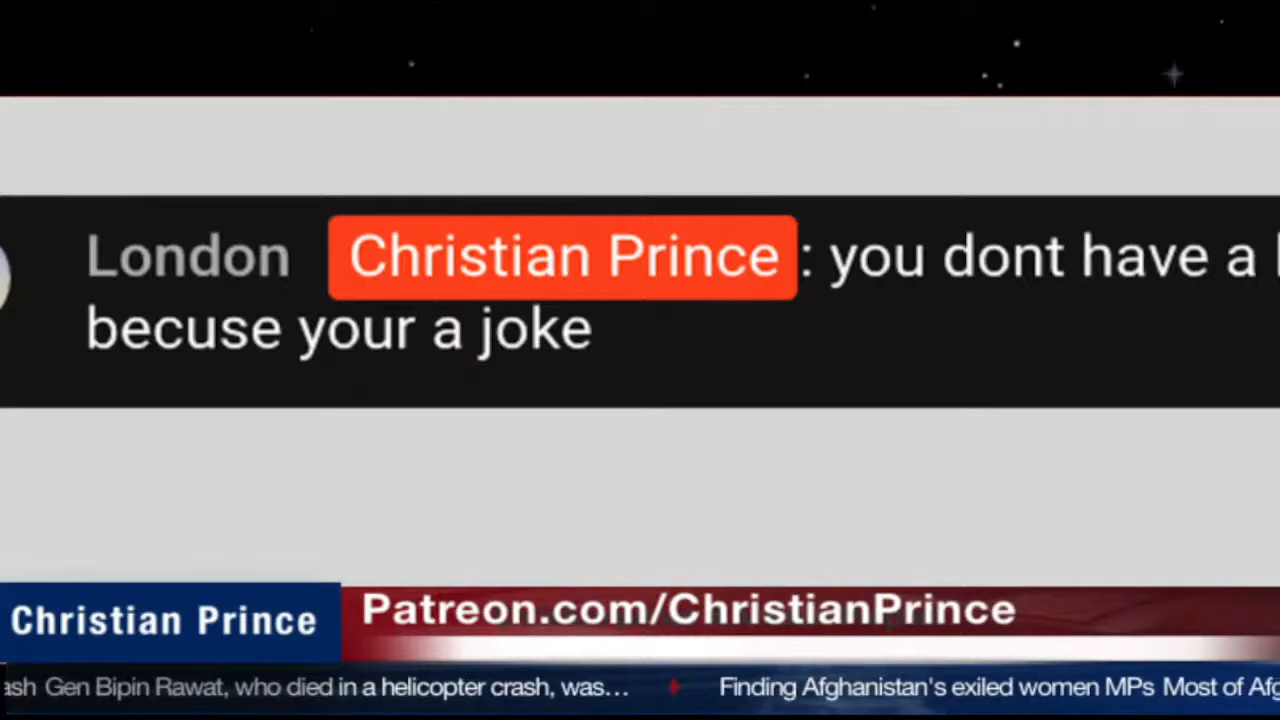 London Christian Prince : you dont have a
becuse your a joke
Christian Prince
Patreon.com/ChristianPrince
Gen Bipin Rawat, who died in a helicopter crash, was...
Finding Afghanistan's exiled women MPs Most of